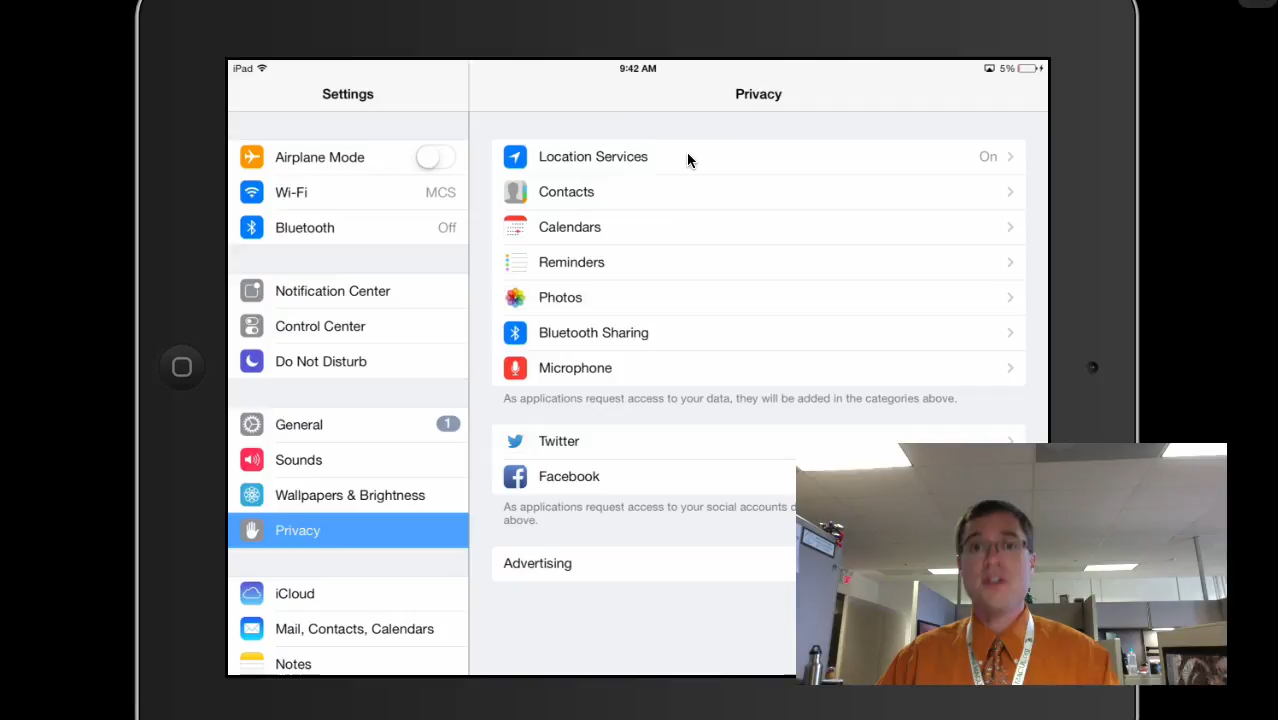 iPad
9:42 AM
5%
Settings
Privacy
Airplane Mode
Wi-Fi MCS
Bluetooth Off
Notification Center
Control Center
Do Not Disturb
General 1
Sounds
Wallpapers & Brightness
Privacy
iCloud
Mail, Contacts, Calendars
Notes
Location Services On
Contacts
Calendars
Reminders
Photos
Bluetooth Sharing
Microphone
As applications request access to your data, they will be added in the categories above.
Twitter
Facebook
As applications request access to your social accounts
above.
Advertising